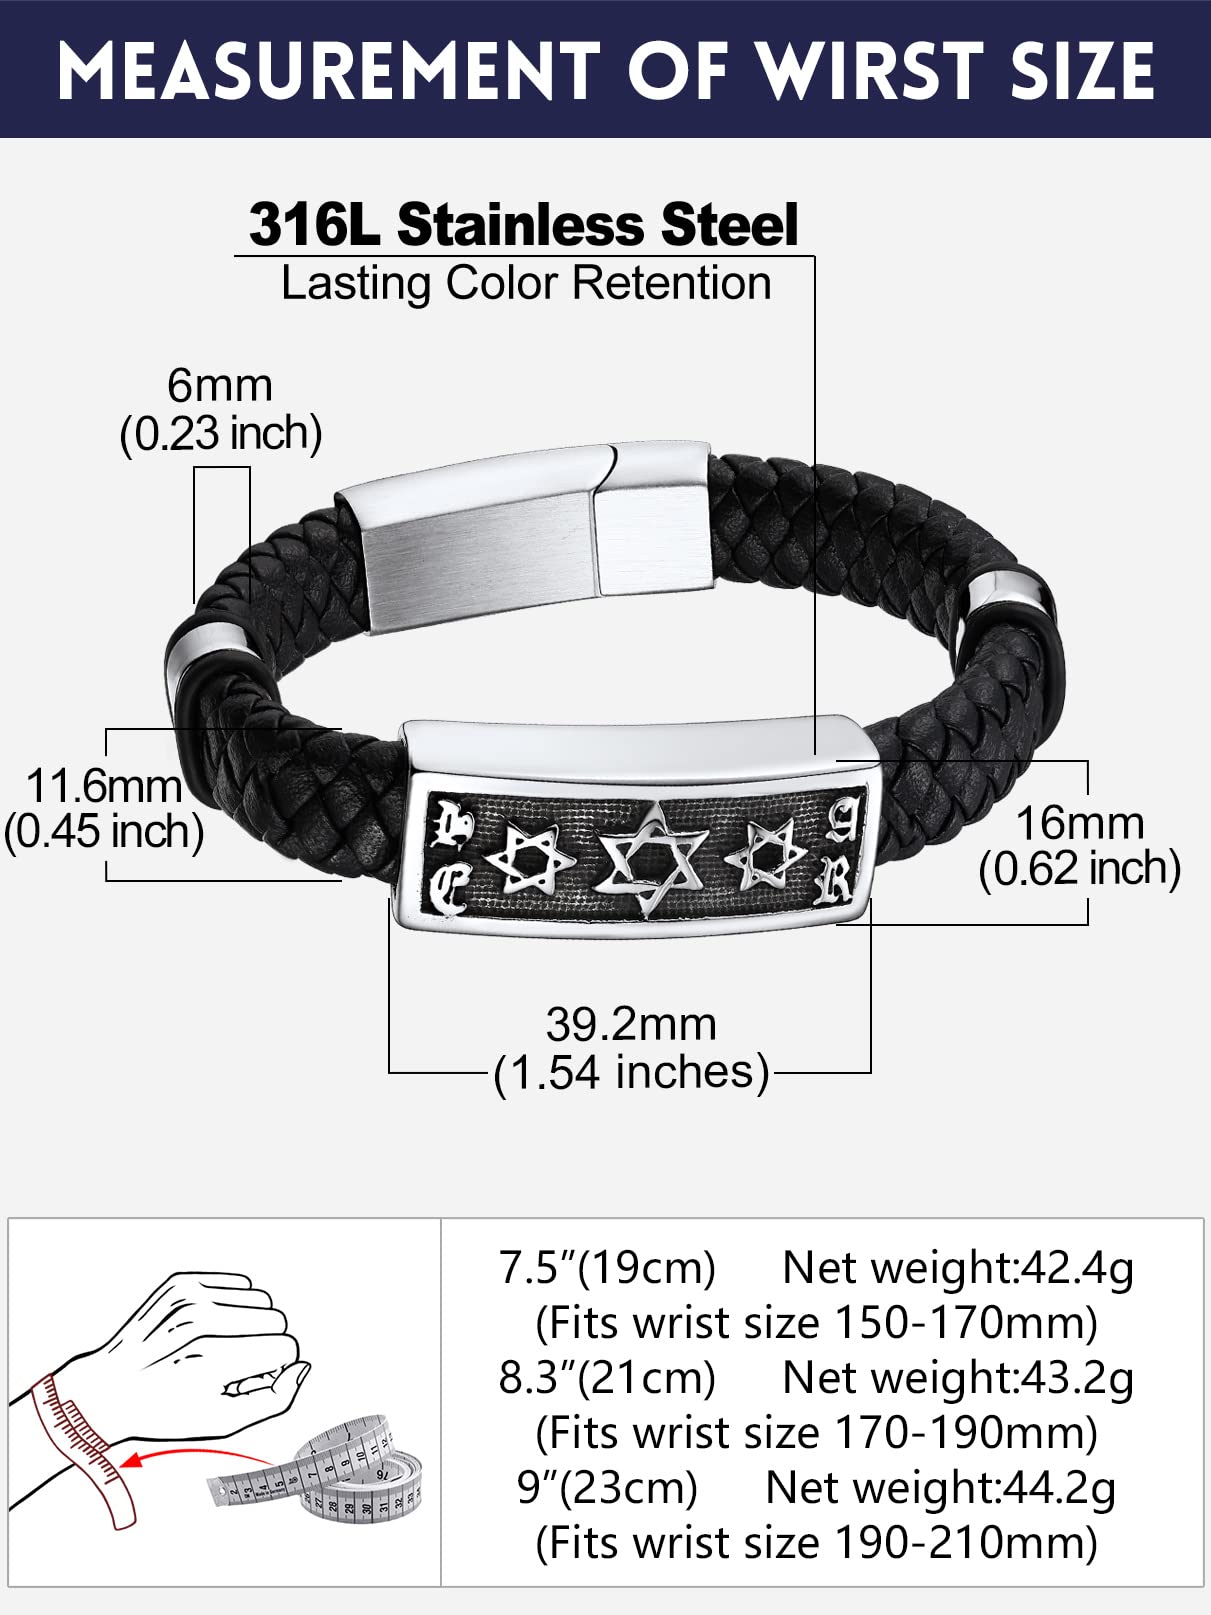 MEASUREMENT OF WIRST SIZE
316L Stainless Steel
Lasting Color Retention
6mm
(0.23 inch)
11.6mm
(0.45 inch)
16mm
(0.62 inch)
39.2mm
(1.54 inches)
7.5″(19cm) Net weight:42.4g
(Fits wrist size 150-170mm)
8.3″(21cm) Net weight:43.2g
(Fits wrist size 170-190mm)
9″(23cm) Net weight:44.2g
(Fits wrist size 190-210mm)